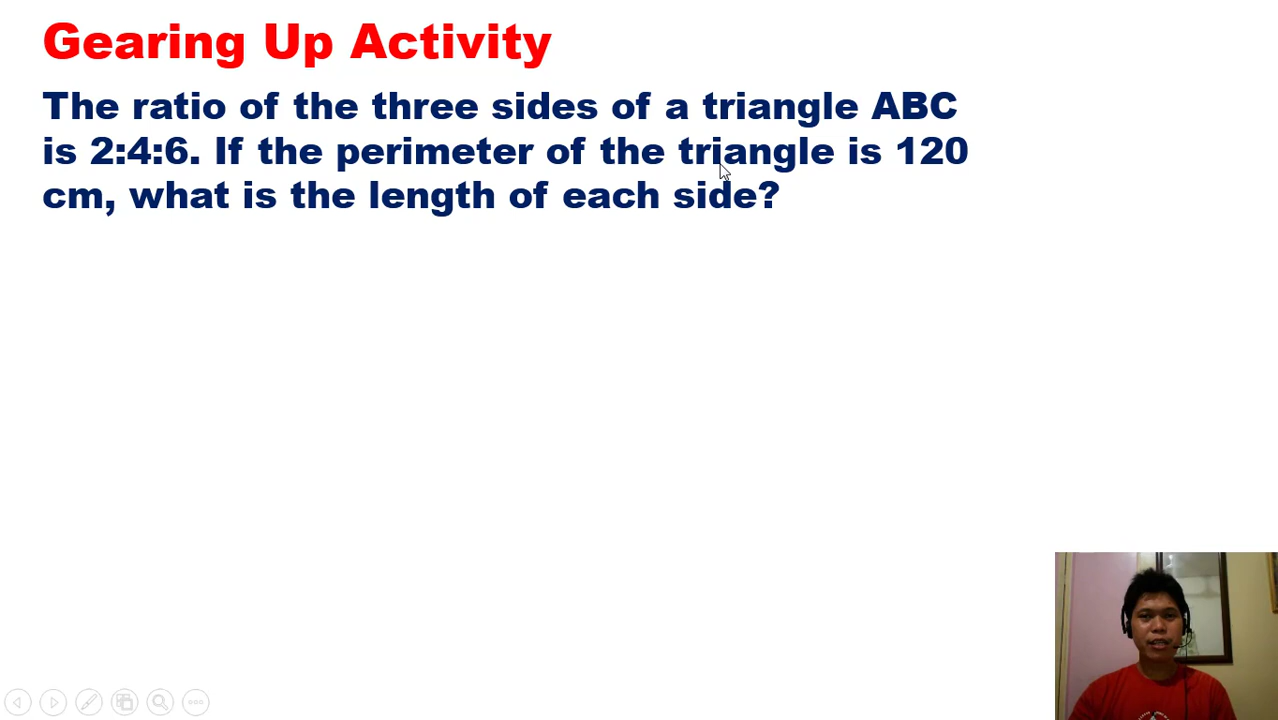 Gearing Up Activity
The ratio of the three sides of a triangle ABC
is 2:4:6. If the perimeter of the triangle is 120
cm, what is the length of each side?